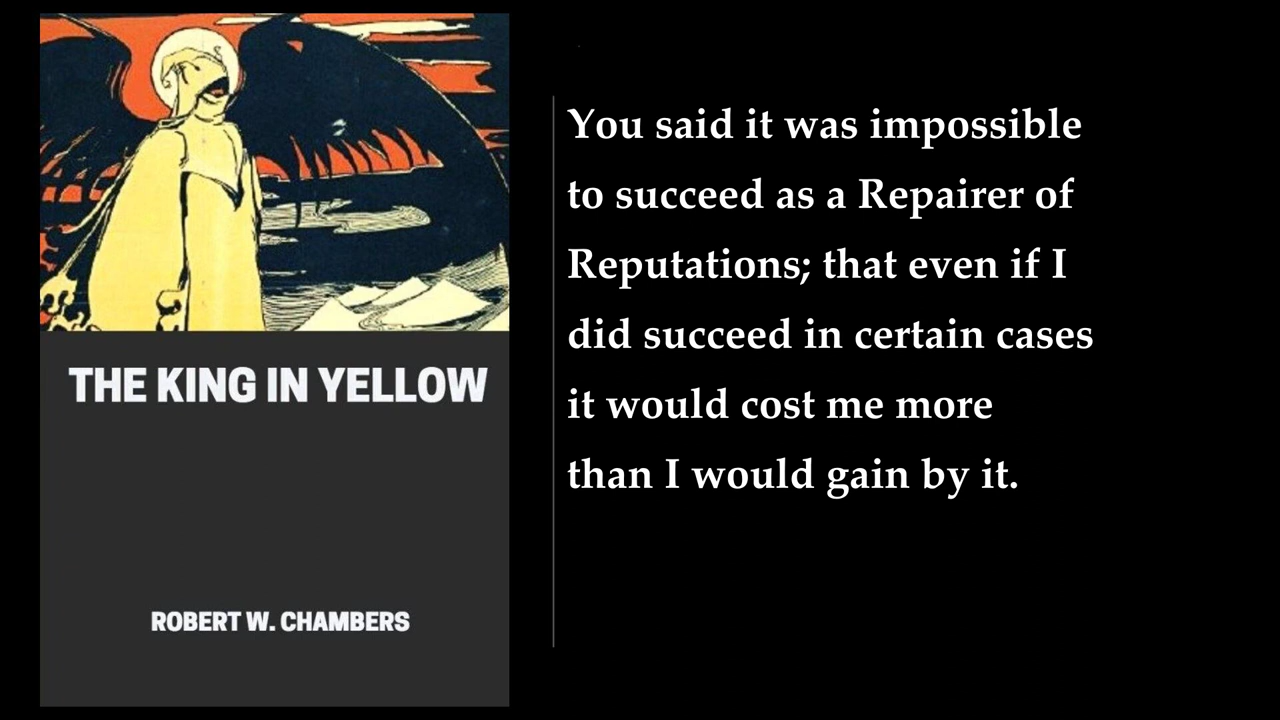 THE KING IN YELLOW
ROBERT W. CHAMBERS
You said it was impossible
to succeed as a Repairer of
Reputations; that even if I
did succeed in certain cases
it would cost me more
than I would gain by it.